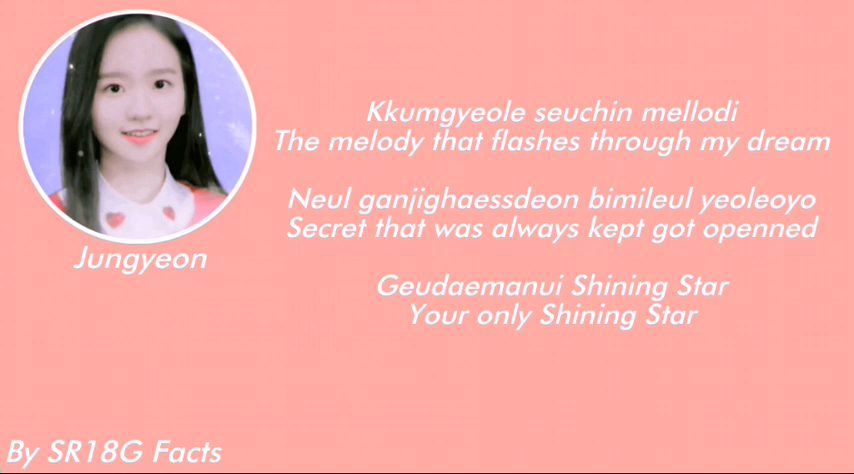 Kkumgyeole seuchin mellodi
The melody that flashes through my dream
Neul ganjighaessdeon bimileul yeoleoyo
Secret that was always kept got openned
Geudaemanui Shining Star
Your only Shining Star
Jungyeon
By SR18G Facts